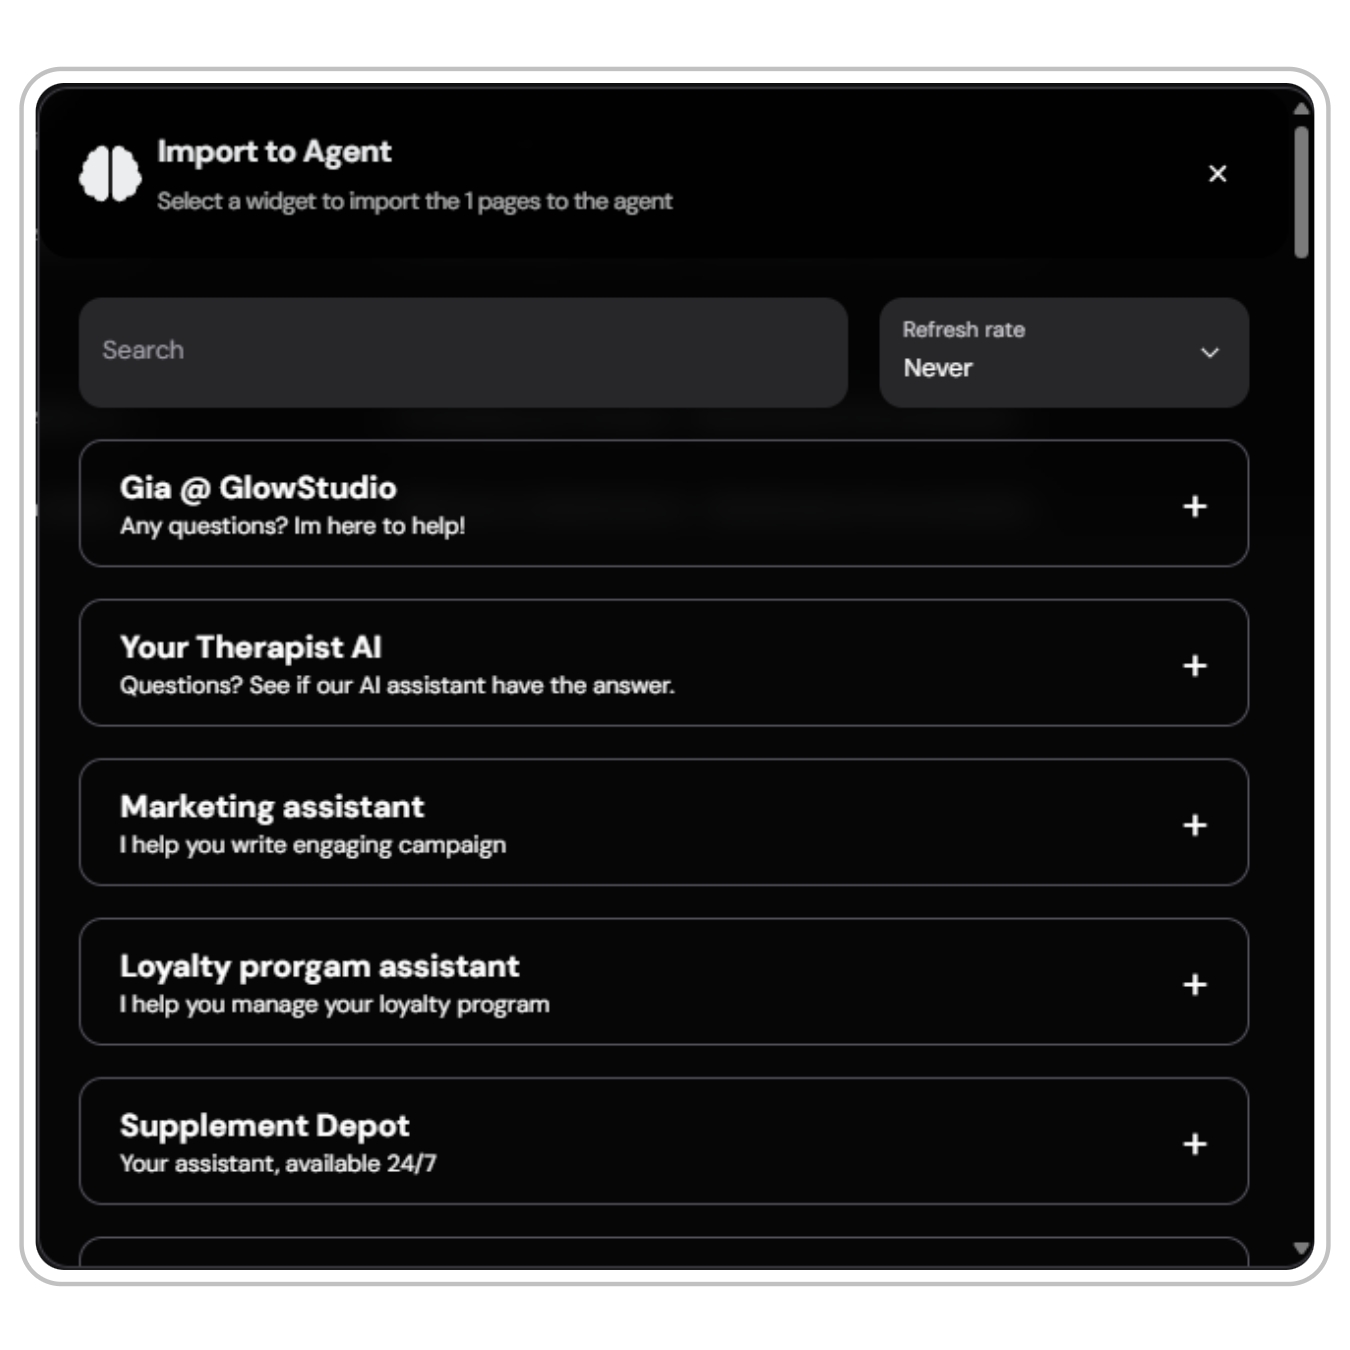 Import to Agent
Select a widget to import the 1 pages to the agent
Search
Refresh rate
Never
Gia @ GlowStudio
Any questions? Im here to help!
Your Therapist AI
Questions? See if our AI assistant have the answer.
Marketing assistant
I help you write engaging campaign
Loyalty prorgam assistant
I help you manage your loyalty program
Supplement Depot
Your assistant, available 24/7